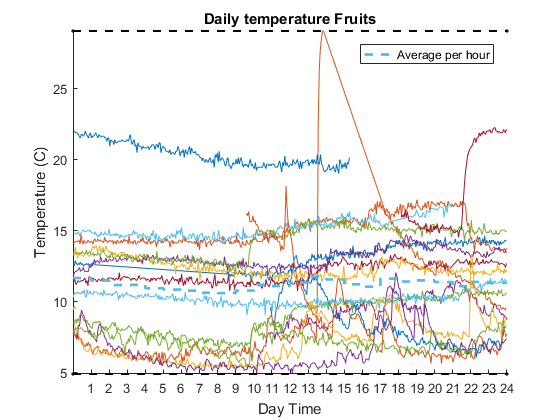 Daily temperature Fruits
Average per hour
Temperature (C)
25
20
15
10
5
1 2 3 4 5 6 7 8 9 10 11 12 13 14 15 16 17 18 19 20 21 22 23 24
Day Time